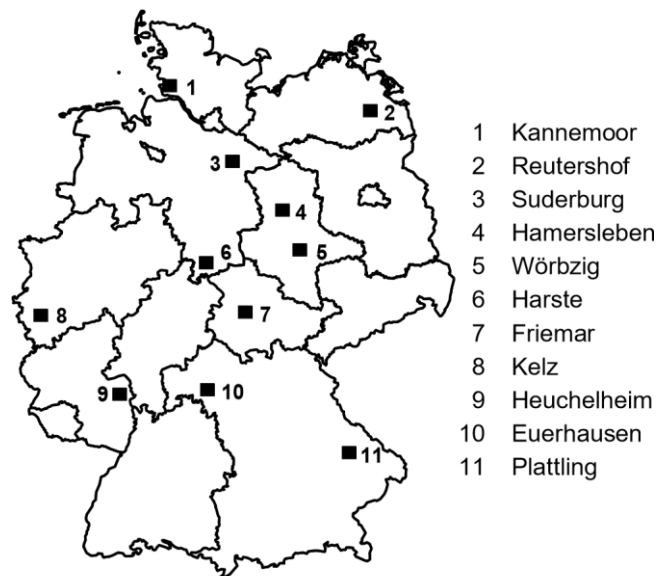 1
2
3
4
5
6
7
8
9
10
11
1 Kannemoor
2 Reutershof
3 Suderburg
4 Hamersleben
5 Wörbzig
6 Harste
7 Friemar
8 Kelz
9 Heuchelheim
10 Euerhausen
11 Plattling